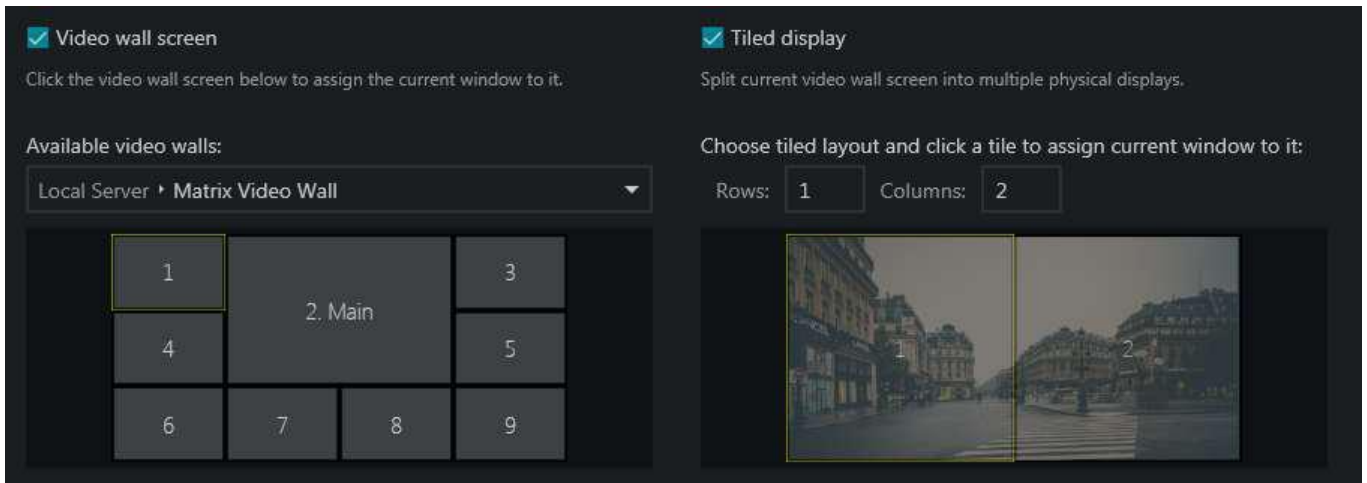 Video wall screen
Click the video wall screen below to assign the current window to it.
Available video walls:
Local Server ‣ Matrix Video Wall
1
2. Main
3
4
5
6
7
8
9
Tiled display
Split current video wall screen into multiple physical displays.
Choose tiled layout and click a tile to assign current window to it:
Rows: 1 Columns: 2
1
2